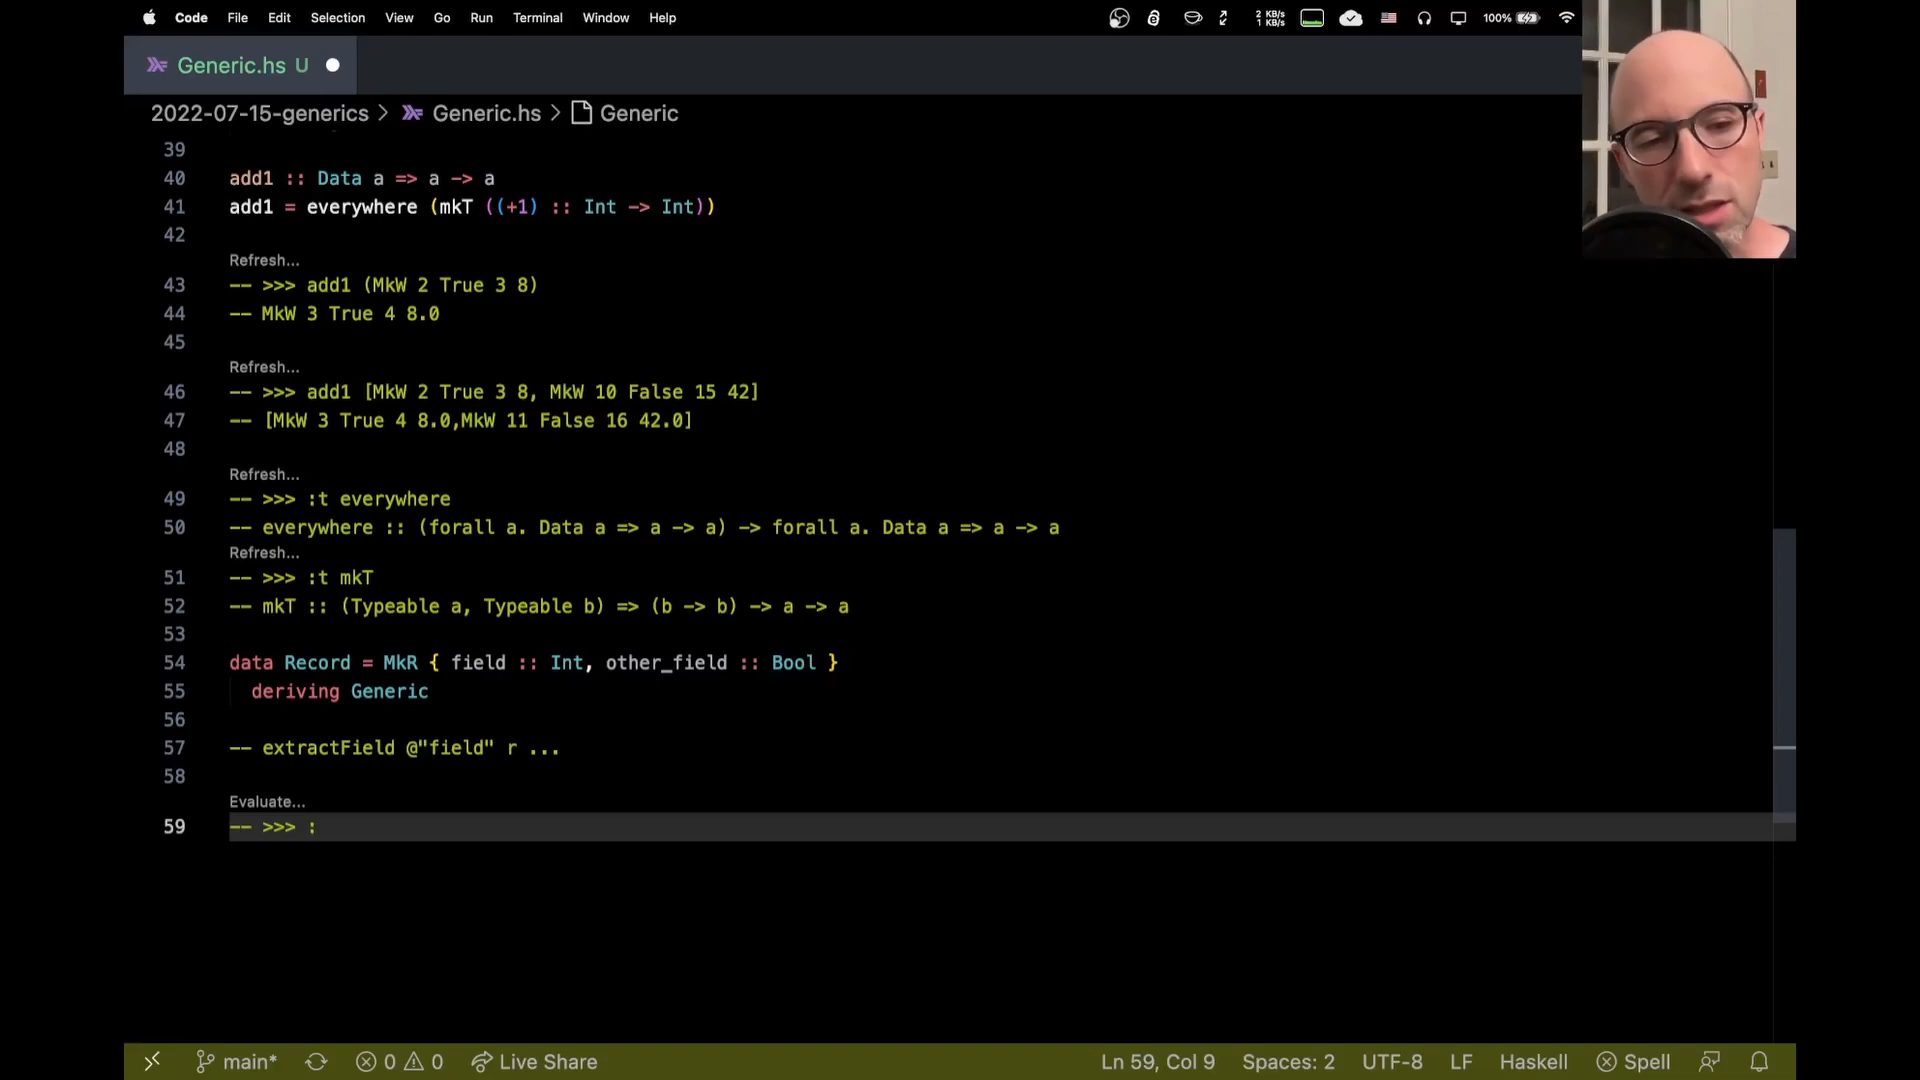 Code File Edit Selection View Go Run Terminal Window Help 2 KB/s 1 KB/s 100%
Generic.hs U
2022-07-15-generics > Generic.hs > Generic
39
40 add1 :: Data a => a -> a
41 add1 = everywhere (mkT ((+1) :: Int -> Int))
42
Refresh...
43 -- >>> add1 (MkW 2 True 3 8)
44 -- MkW 3 True 4 8.0
45
Refresh...
46 -- >>> add1 [MkW 2 True 3 8, MkW 10 False 15 42]
47 -- [MkW 3 True 4 8.0,MkW 11 False 16 42.0]
48
Refresh...
49 -- >>> :t everywhere
50 -- everywhere :: (forall a. Data a => a -> a) -> forall a. Data a => a -> a
Refresh...
51 -- >>> :t mkT
52 -- mkT :: (Typeable a, Typeable b) => (b -> b) -> a -> a
53
54 data Record = MkR { field :: Int, other_field :: Bool }
55 deriving Generic
56
57 -- extractField @"field" r ...
58
Evaluate...
59 -- >>> :
main* 0 0 Live Share Ln 59, Col 9 Spaces: 2 UTF-8 LF Haskell Spell